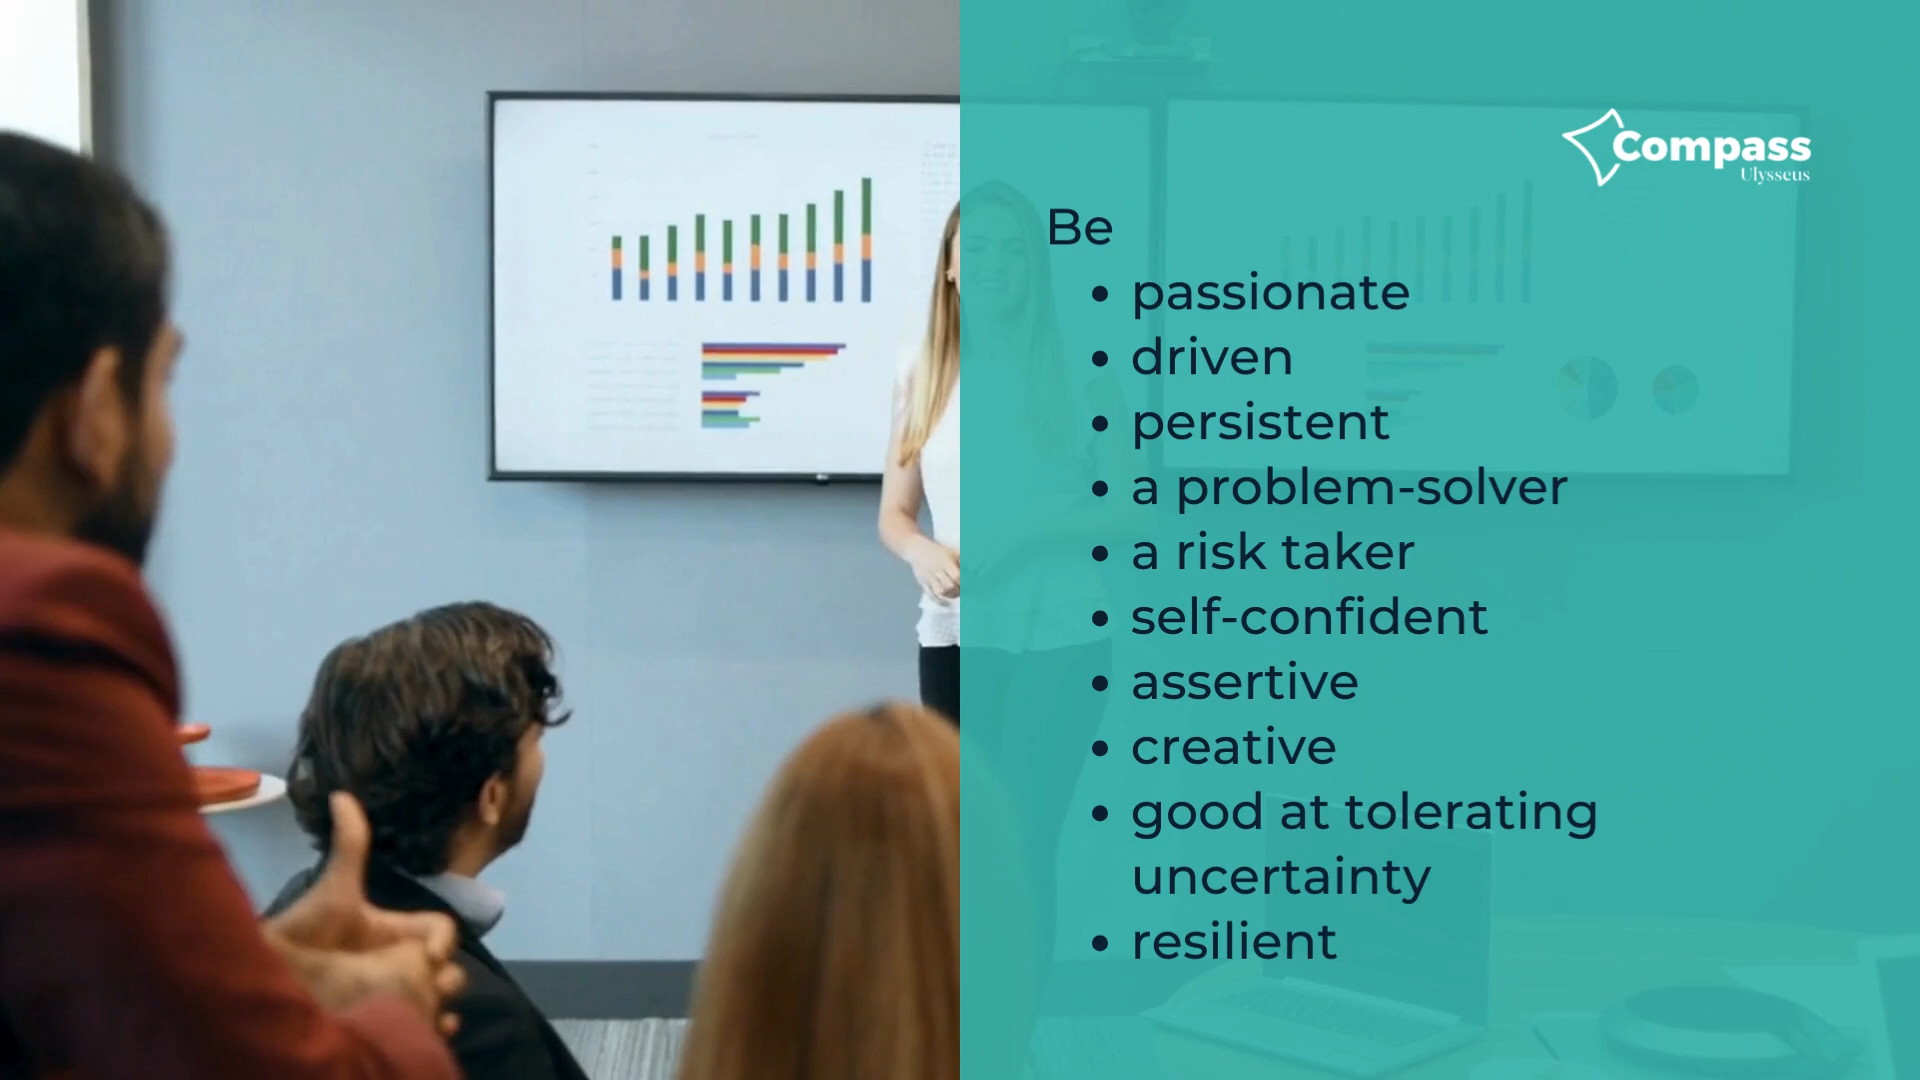 Compass
Ulysseus
Be
• passionate
• driven
• persistent
• a problem-solver
• a risk taker
• self-confident
• assertive
• creative
• good at tolerating
uncertainty
• resilient